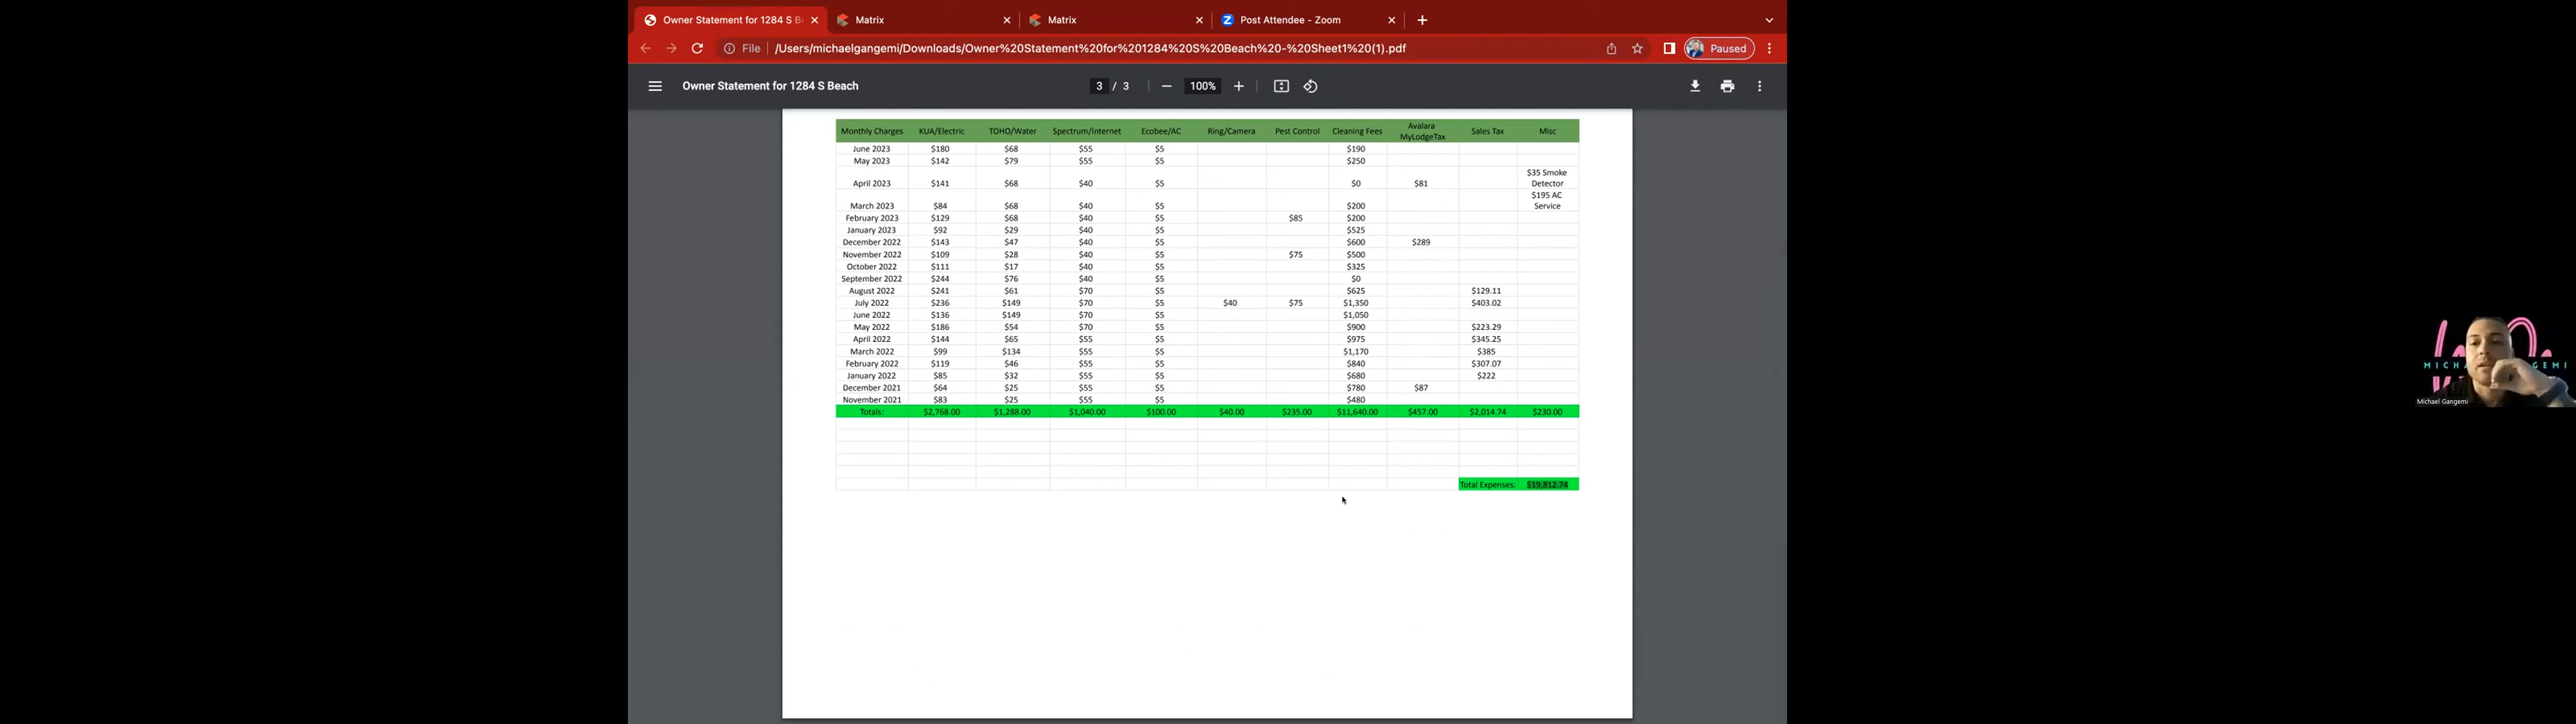 Owner Statement for 1284 S Be
Matrix
Matrix
Post Attendee - Zoom
File
/Users/michaelgangemi/Downloads/Owner%20Statement%20for%201284%20S%20Beach%20-%20Sheet1%20(1).pdf
Paused
Owner Statement for 1284 S Beach
3 / 3
100%
Monthly Charges KUA/Electric TOHO/Water Spectrum/Internet Ecobee/AC Ring/Camera Pest Control Cleaning Fees Avalara MyLodgeTax Sales Tax Misc
June 2023 $180 $68 $55 $5 $190
May 2023 $142 $79 $55 $5 $250
April 2023 $141 $68 $40 $5 $0 $81 $35 Smoke Detector
March 2023 $84 $68 $40 $5 $200 $195 AC Service
February 2023 $129 $68 $40 $5 $85 $200
January 2023 $92 $29 $40 $5 $525
December 2022 $143 $47 $40 $5 $600 $289
November 2022 $109 $28 $40 $5 $75 $500
October 2022 $111 $17 $40 $5 $325
September 2022 $244 $76 $40 $5 $0
August 2022 $241 $61 $70 $5 $625 $129.11
July 2022 $236 $149 $70 $5 $40 $75 $1,350 $403.02
June 2022 $136 $149 $70 $5 $1,050
May 2022 $186 $54 $70 $5 $900 $223.29
April 2022 $144 $65 $55 $5 $975 $345.25
March 2022 $99 $134 $55 $5 $1,170 $385
February 2022 $119 $46 $55 $5 $840 $307.07
January 2022 $85 $32 $55 $5 $680 $222
December 2021 $64 $25 $55 $5 $780 $87
November 2021 $83 $25 $55 $5 $480
Totals: $2,768.00 $1,288.00 $1,040.00 $100.00 $40.00 $235.00 $11,640.00 $457.00 $2,014.74 $230.00
Total Expenses: $19,812.74
Michael Gangemi